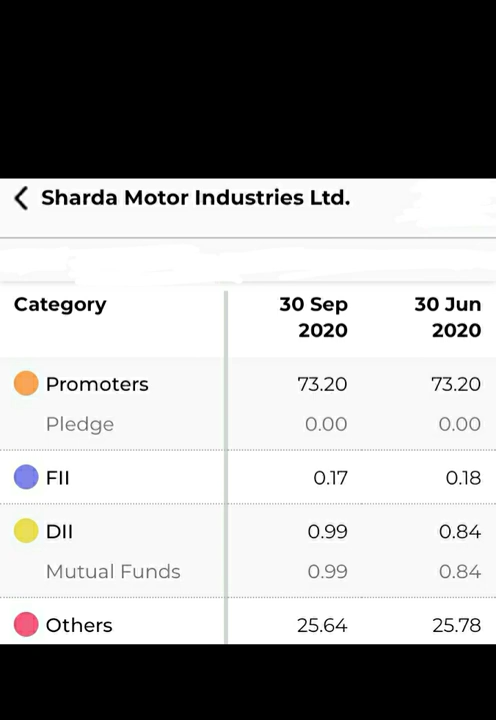 Sharda Motor Industries Ltd.
Category 30 Sep 2020 30 Jun 2020
Promoters 73.20 73.20
Pledge 0.00 0.00
FII 0.17 0.18
DII 0.99 0.84
Mutual Funds 0.99 0.84
Others 25.64 25.78